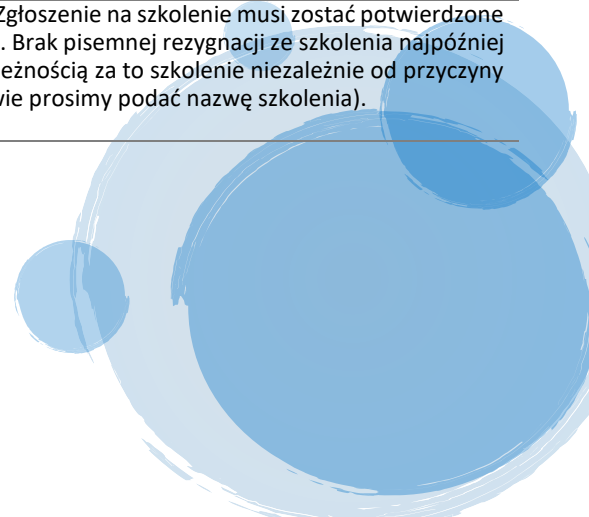 Zgłoszenie na szkolenie musi zostać potwierdzone
. Brak pisemnej rezygnacji ze szkolenia najpóźniej
eżnością za to szkolenie niezależnie od przyczyny
wie prosimy podać nazwę szkolenia).